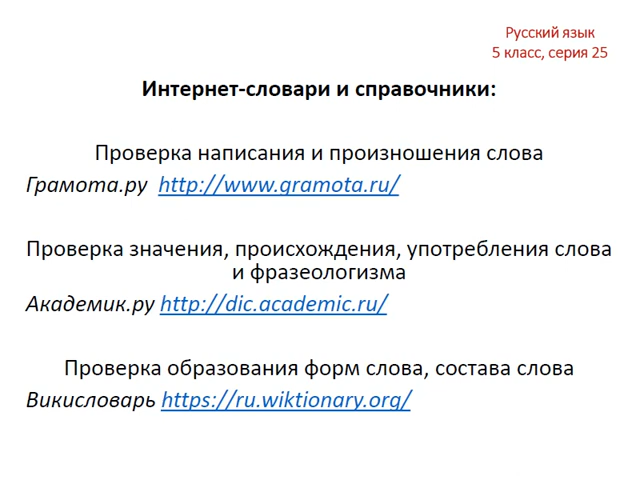 Русский язык
5 класс, серия 25
Интернет-словари и справочники:
Проверка написания и произношения слова
Грамота.ру http://www.gramota.ru/
Проверка значения, происхождения, употребления слова
и фразеологизма
Академик.ру http://dic.academic.ru/
Проверка образования форм слова, состава слова
Викисловарь https://ru.wiktionary.org/